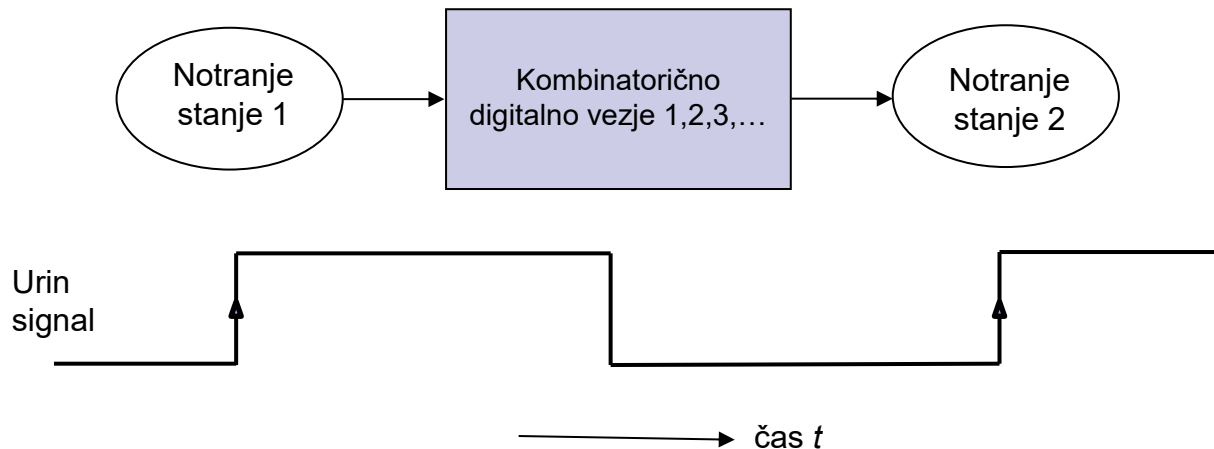 Notranje
stanje 1
Kombinatorično
digitalno vezje 1,2,3,…
Notranje
stanje 2
Urin
signal
čas t